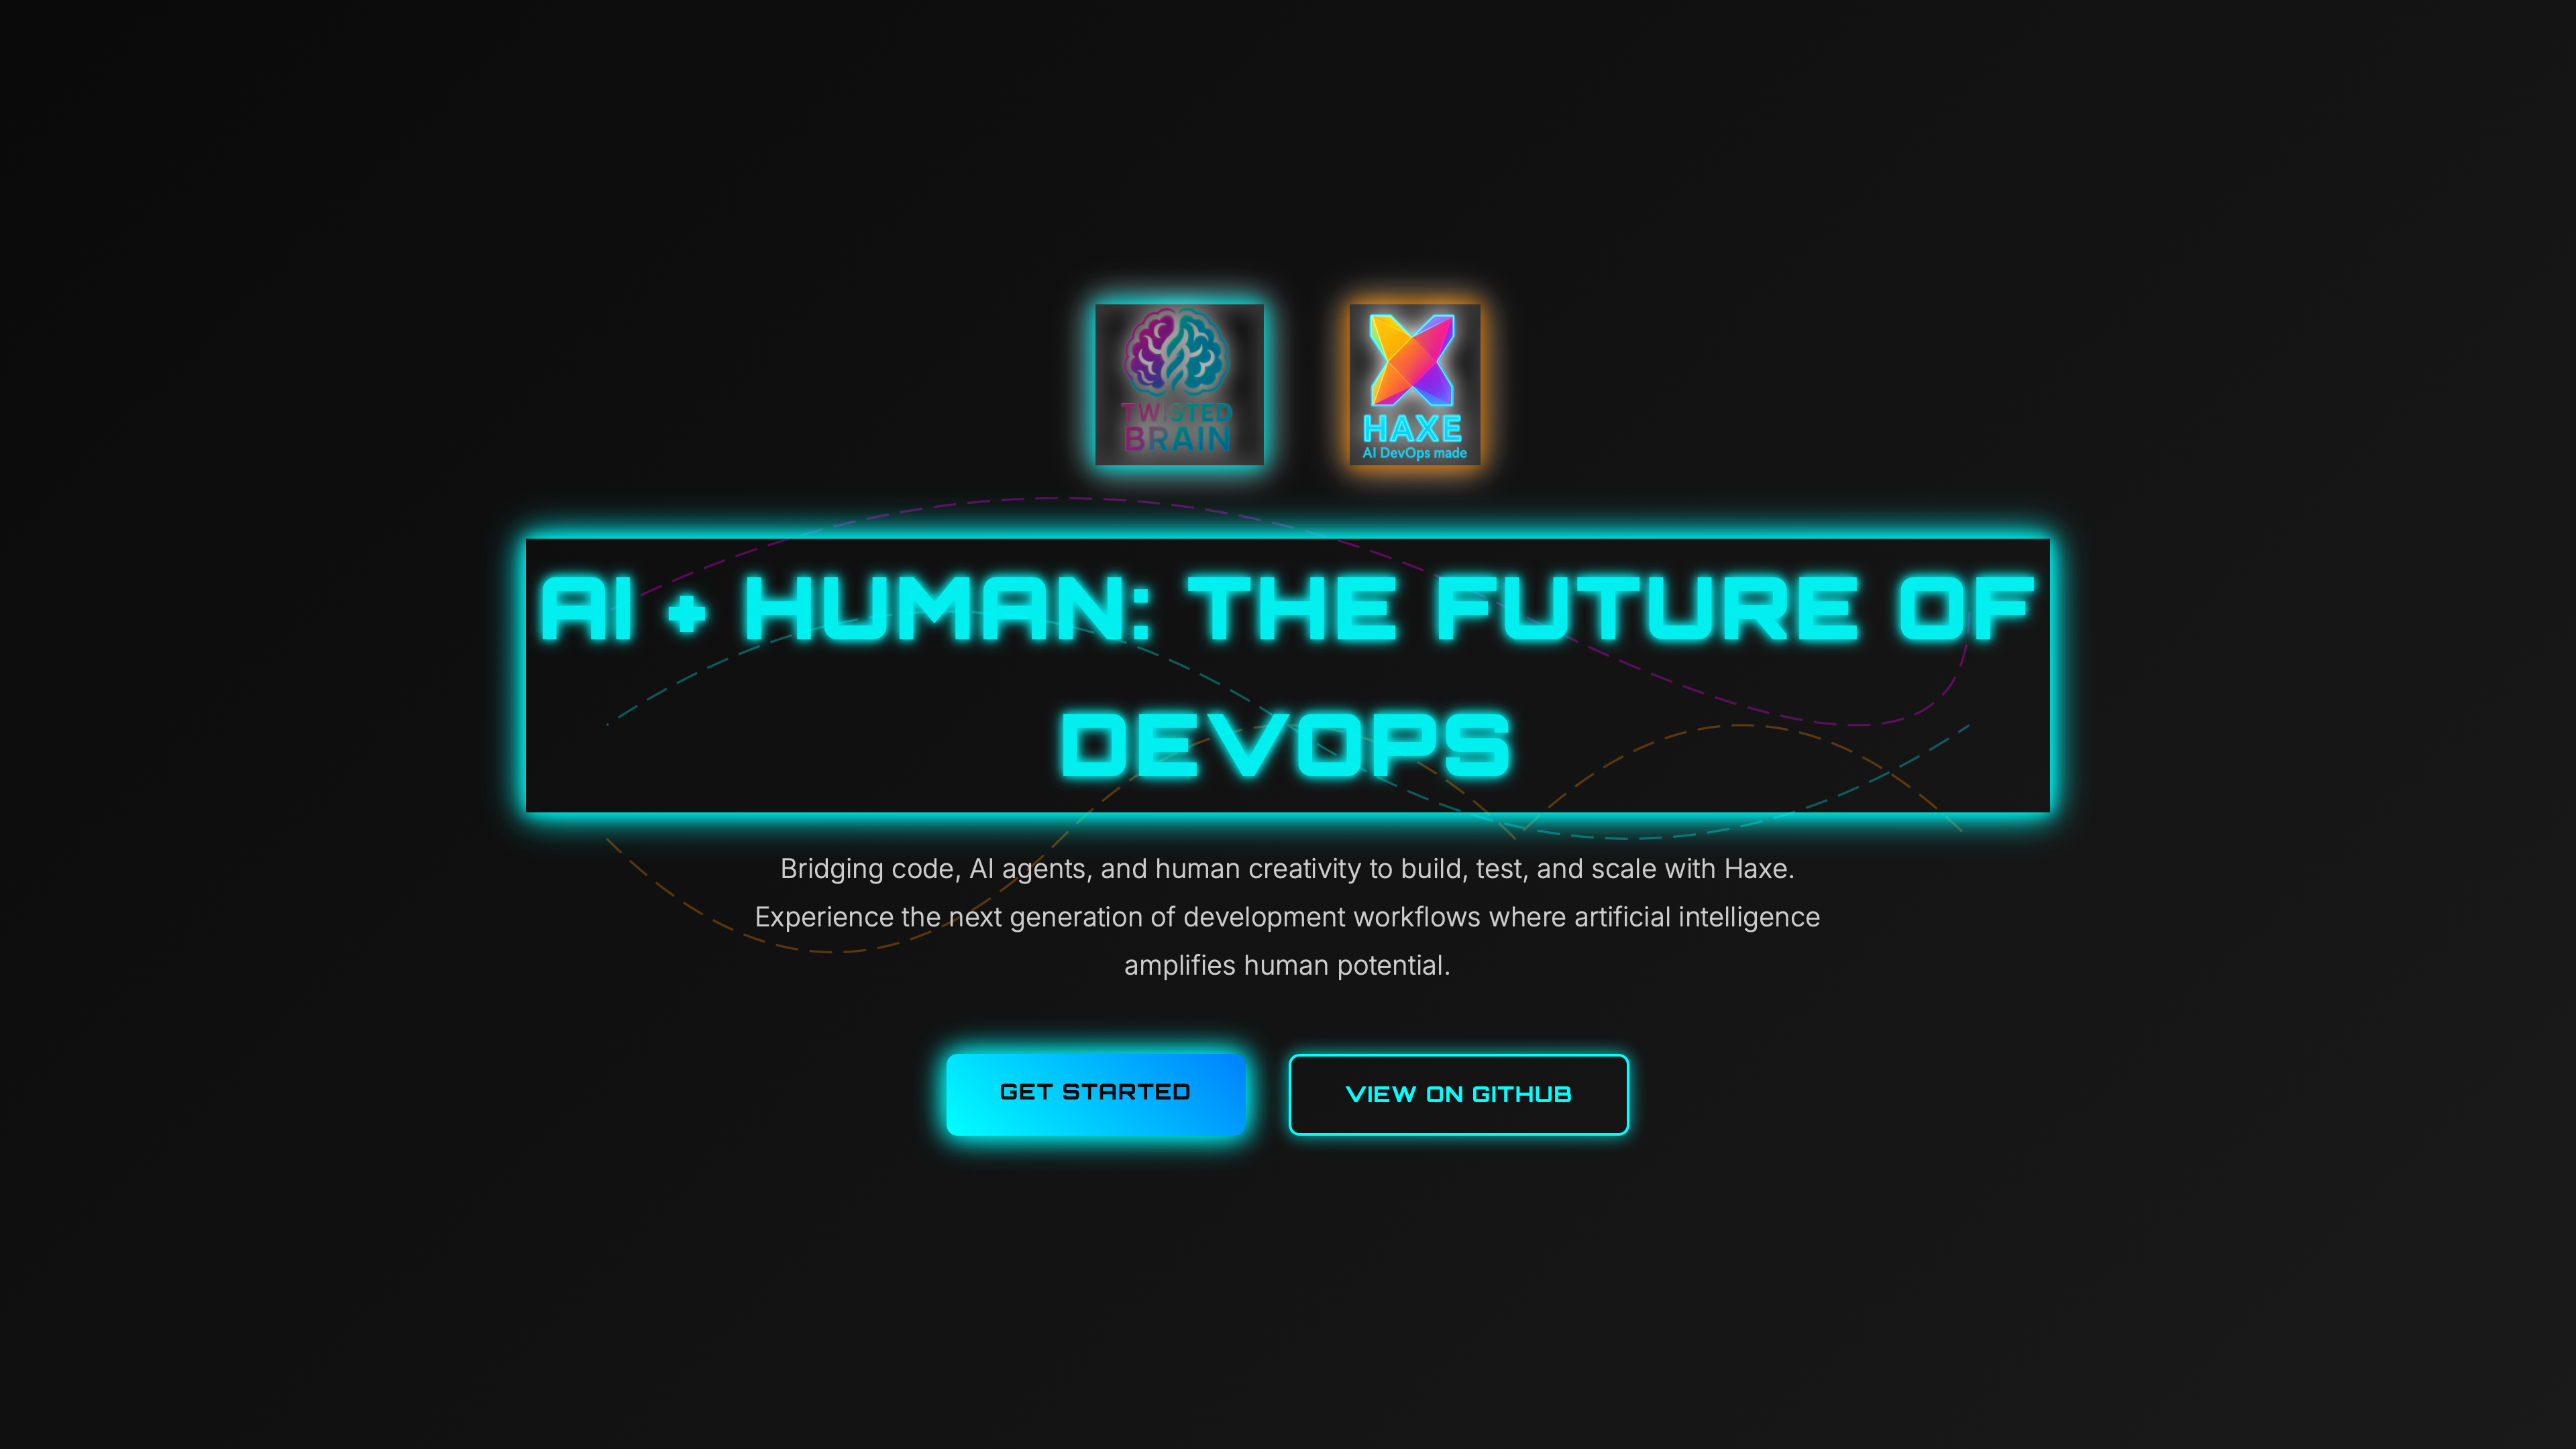 TWISTED
BRAIN
HAXE
AI DevOps made
AI + HUMAN: THE FUTURE OF
DEVOPS
Bridging code, AI agents, and human creativity to build, test, and scale with Haxe.
Experience the next generation of development workflows where artificial intelligence
amplifies human potential.
GET STARTED
VIEW ON GITHUB